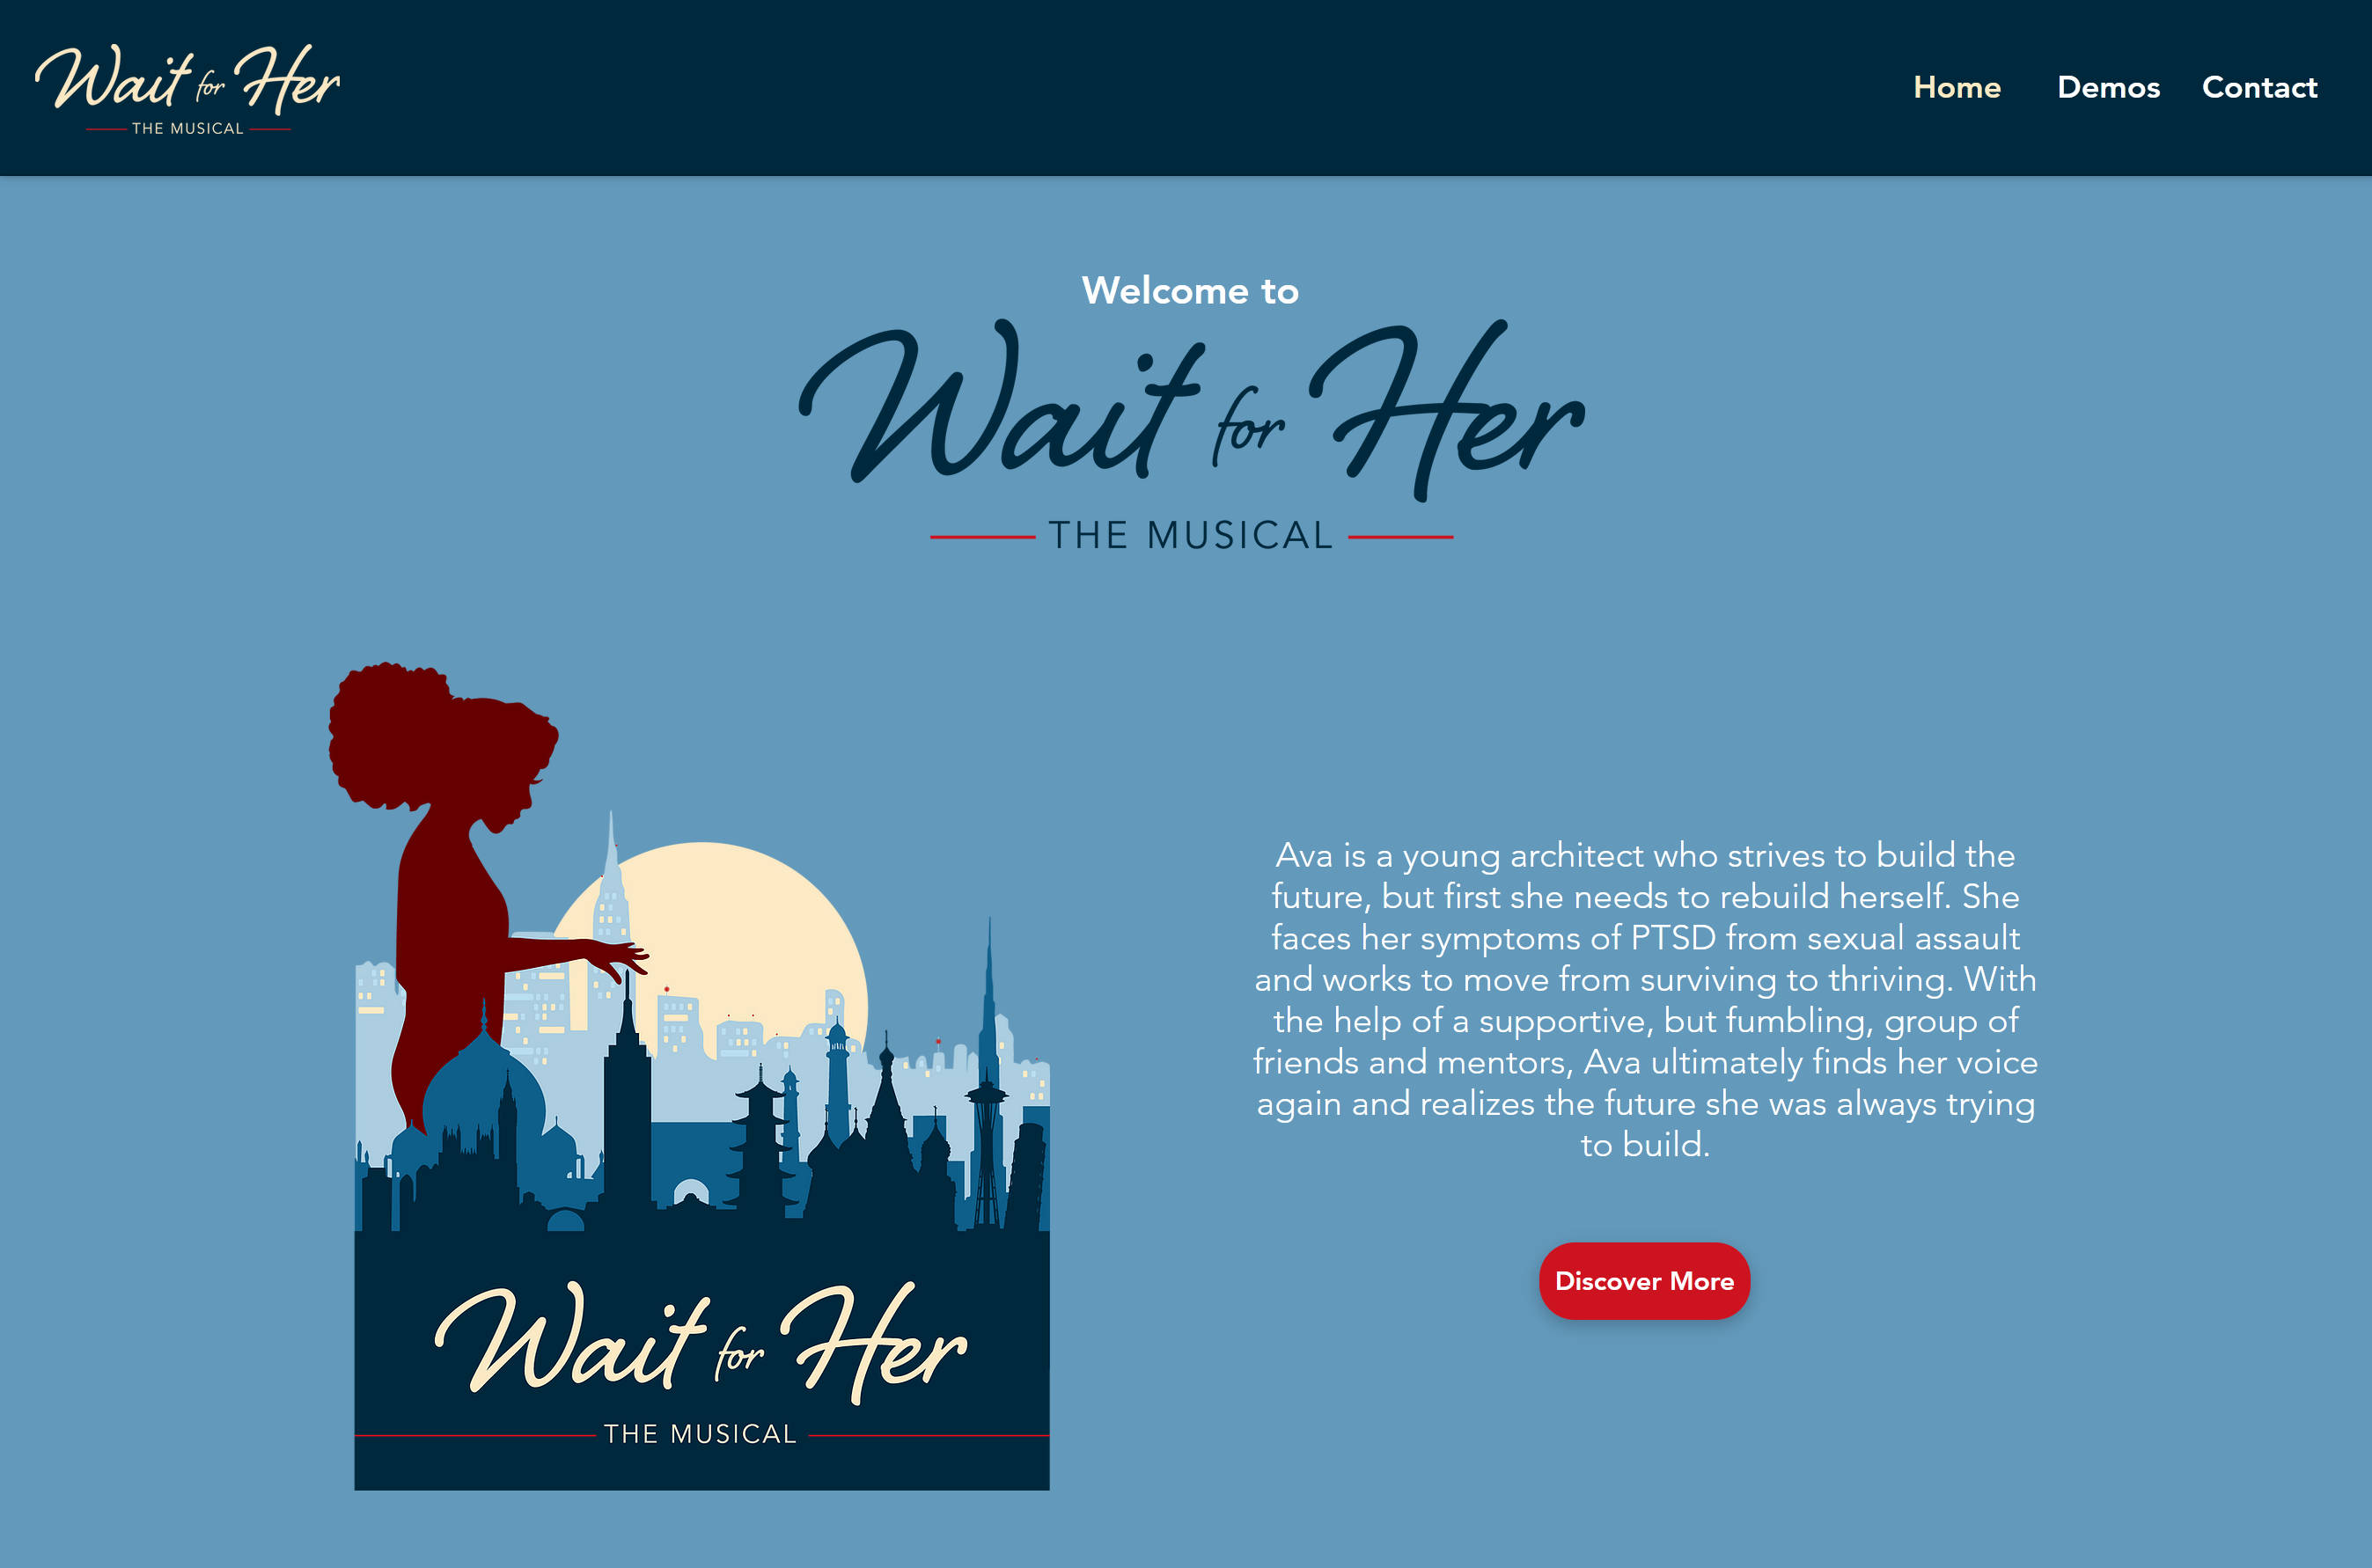 Wait for Her
THE MUSICAL
Home Demos Contact
Welcome to
Wait for Her
THE MUSICAL
Ava is a young architect who strives to build the
future, but first she needs to rebuild herself. She
faces her symptoms of PTSD from sexual assault
and works to move from surviving to thriving. With
the help of a supportive, but fumbling, group of
friends and mentors, Ava ultimately finds her voice
again and realizes the future she was always trying
to build.
Discover More
Wait for Her
THE MUSICAL